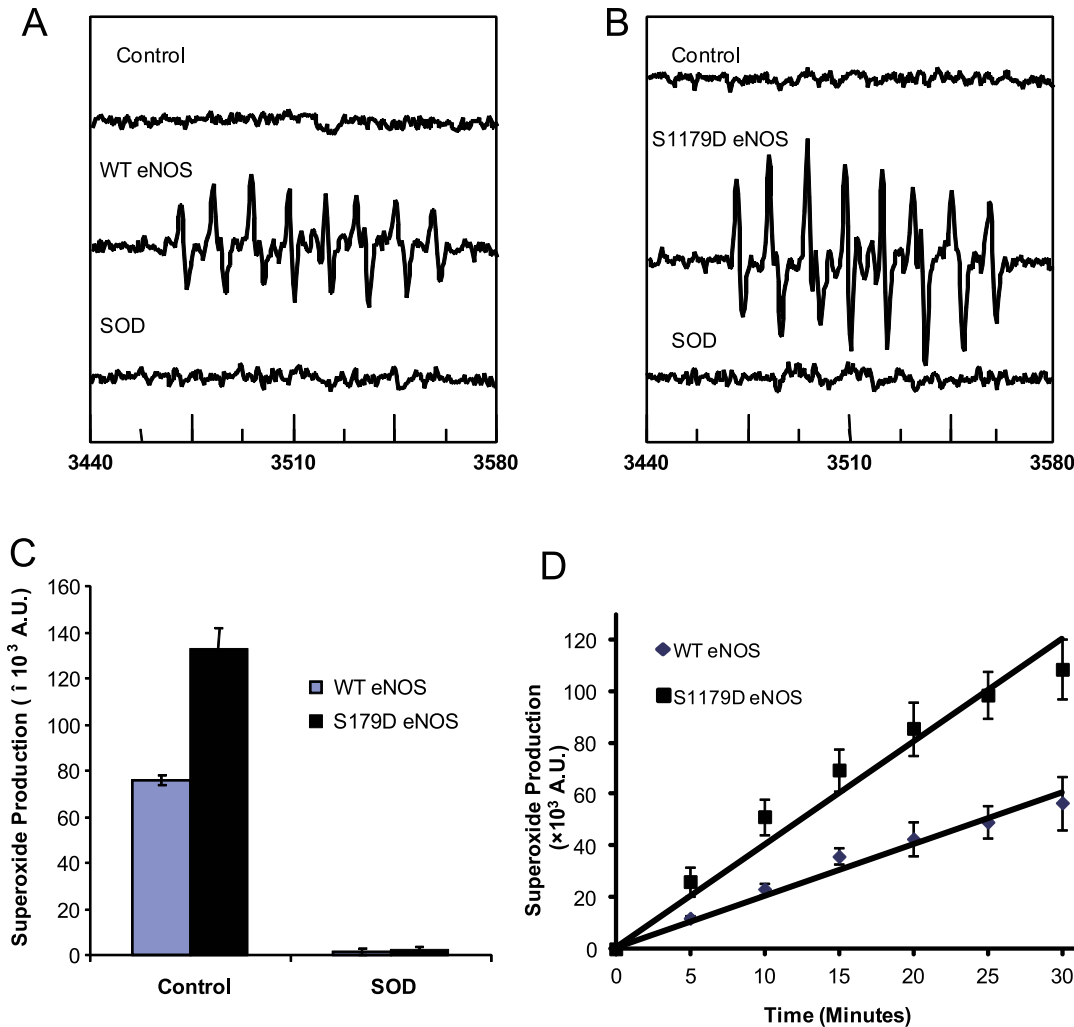 A
Control
WT eNOS
SOD
3440 3510 3580
B
Control
S1179D eNOS
SOD
3440 3510 3580
C
Superoxide Production ( î 10³ A.U.)
160
140
120
100
80
60
40
20
0
WT eNOS
S179D eNOS
Control SOD
D
Superoxide Production
(×10³ A.U.)
120
100
80
60
40
20
0
WT eNOS
S1179D eNOS
0 5 10 15 20 25 30
Time (Minutes)